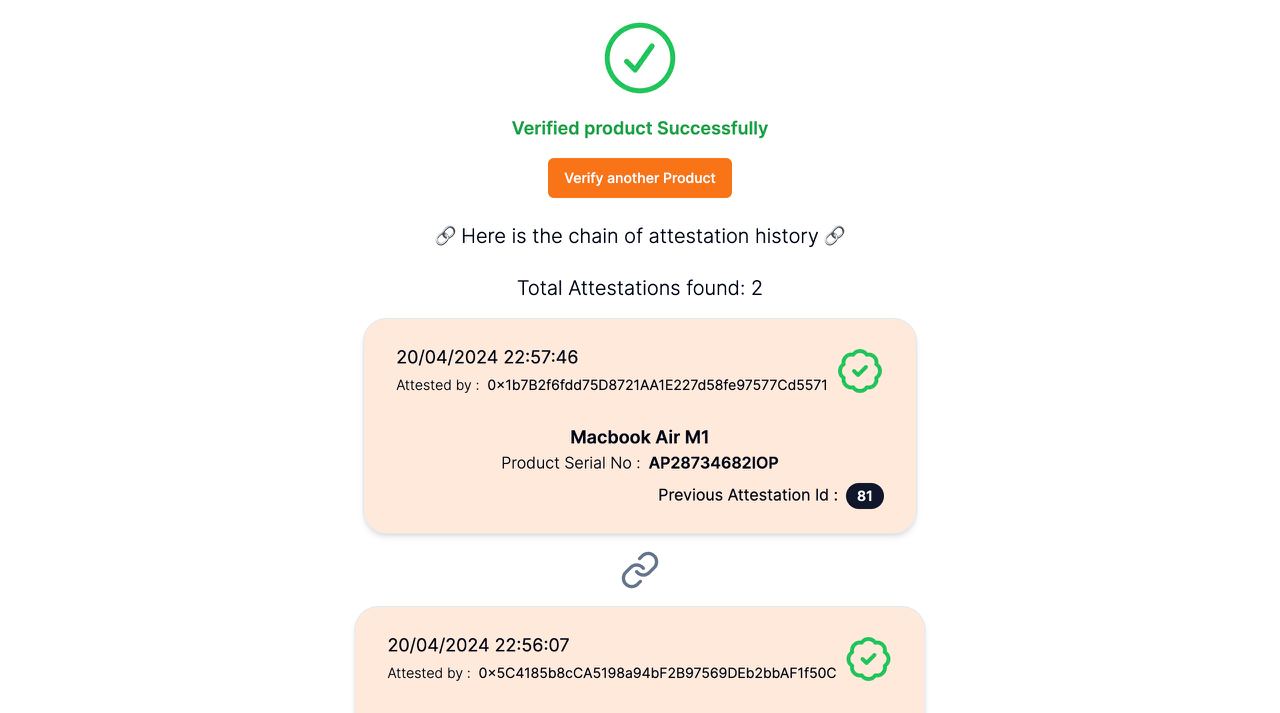 Verified product Successfully
Verify another Product
🔗 Here is the chain of attestation history 🔗
Total Attestations found: 2
20/04/2024 22:57:46
Attested by : 0x1b7B2f6fdd75D8721AA1E227d58fe97577Cd5571
Macbook Air M1
Product Serial No : AP28734682IOP
Previous Attestation Id : 81
20/04/2024 22:56:07
Attested by : 0x5C4185b8cCA5198a94bF2B97569DEb2bbAF1f50C